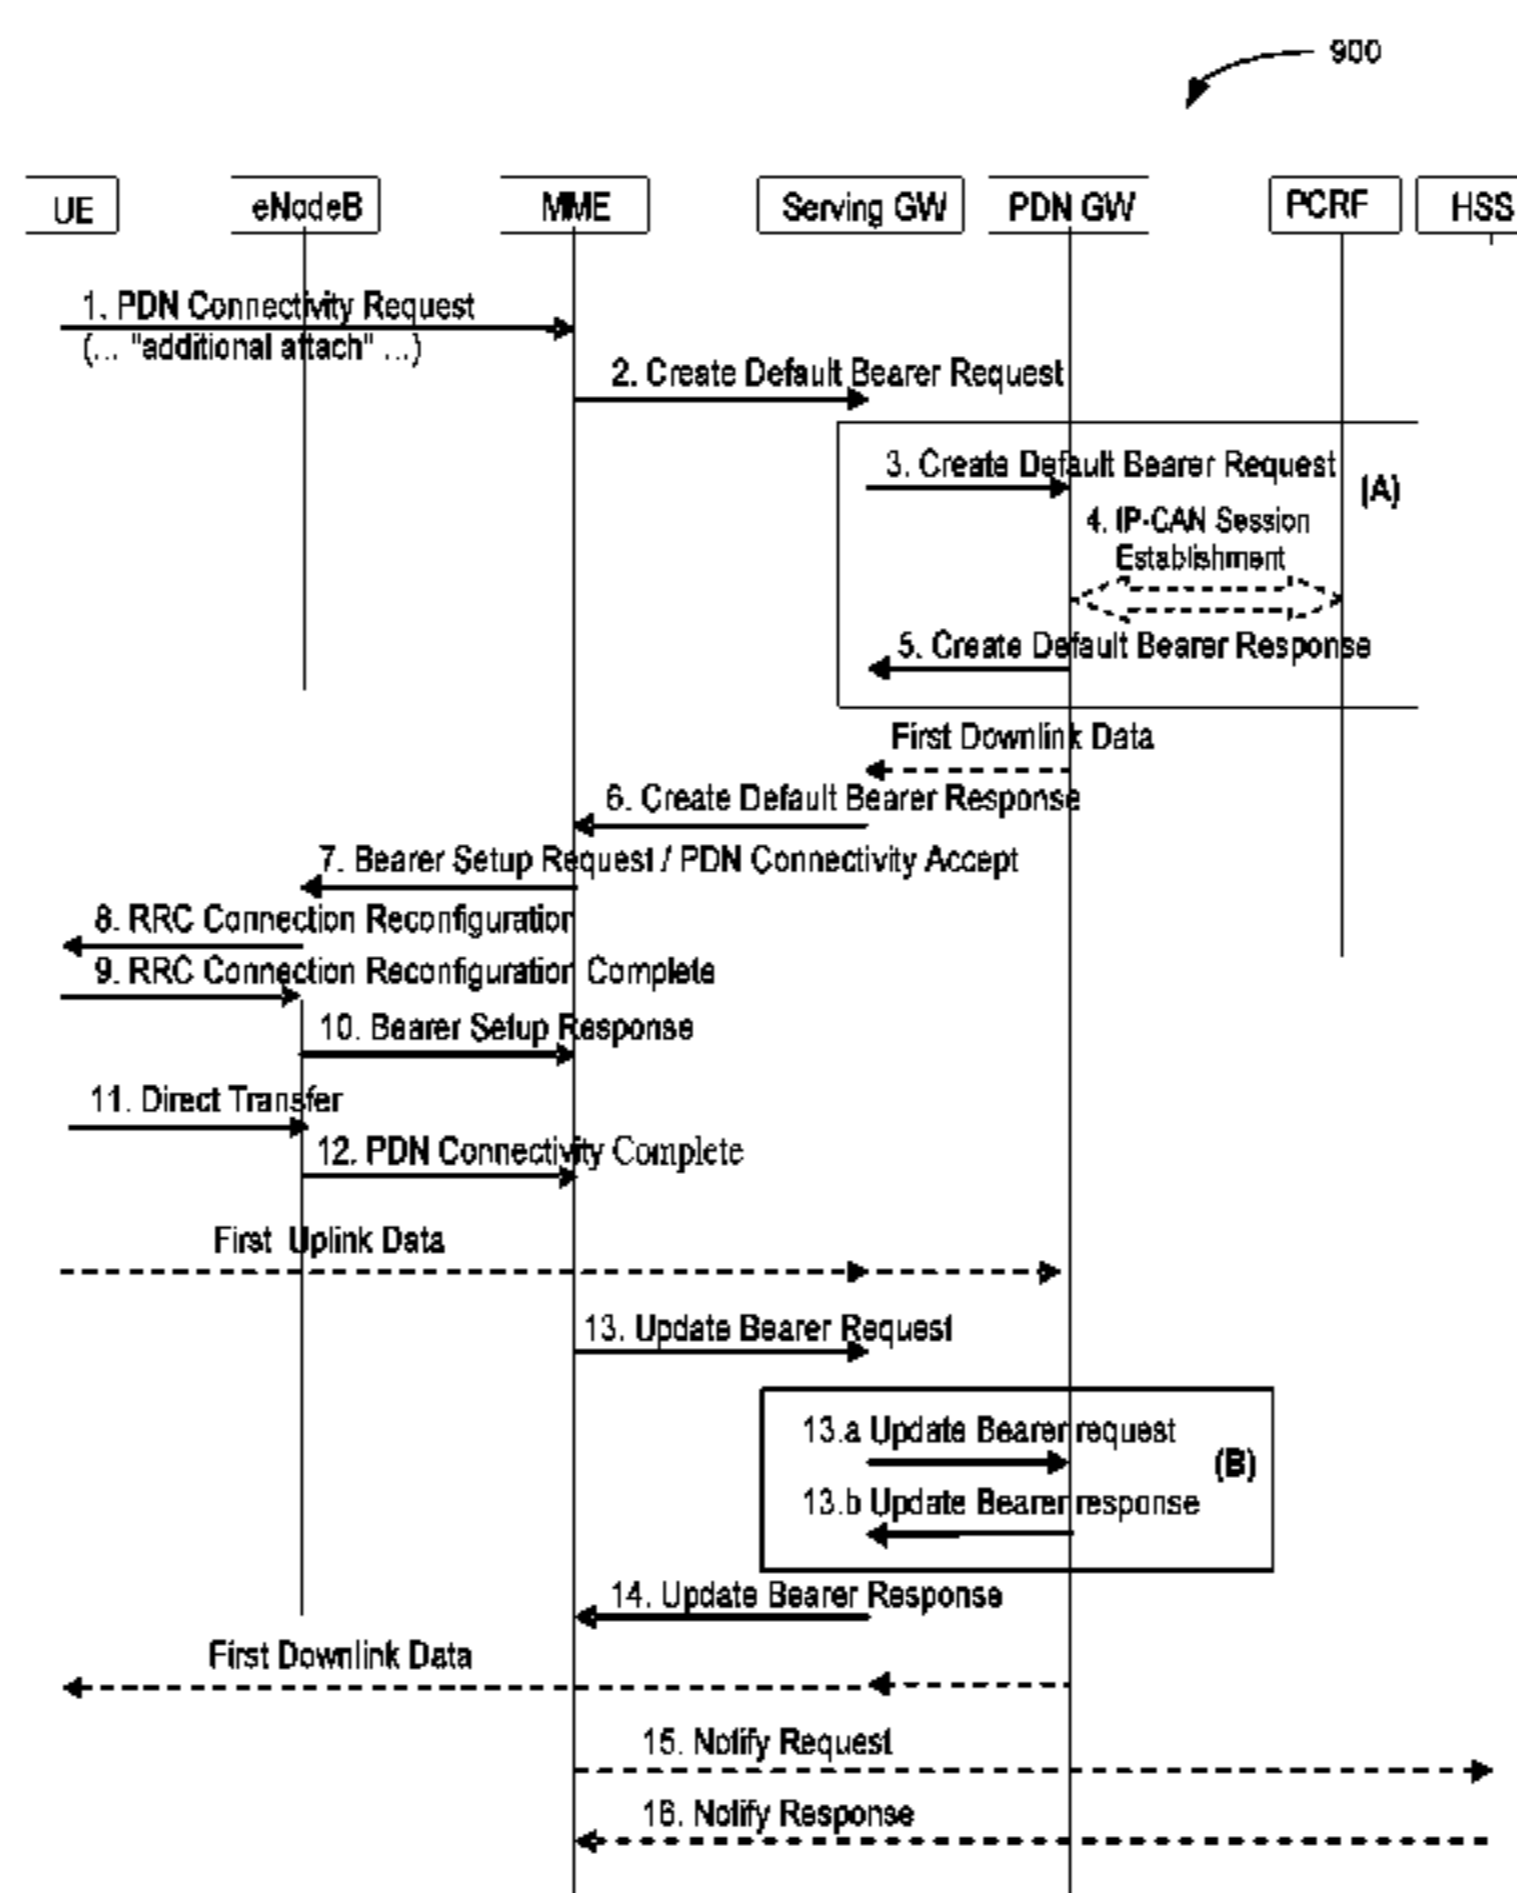 900
UE eNodeB MME Serving GW PDN GW PCRF HSS
1. PDN Connectivity Request
(... "additional attach" ...)
2. Create Default Bearer Request
3. Create Default Bearer Request
(A)
4. IP-CAN Session
Establishment
5. Create Default Bearer Response
First Downlink Data
6. Create Default Bearer Response
7. Bearer Setup Request / PDN Connectivity Accept
8. RRC Connection Reconfiguration
9. RRC Connection Reconfiguration Complete
10. Bearer Setup Response
11. Direct Transfer
12. PDN Connectivity Complete
First Uplink Data
13. Update Bearer Request
13.a Update Bearer request
(B)
13.b Update Bearer response
14. Update Bearer Response
First Downlink Data
15. Notify Request
16. Notify Response